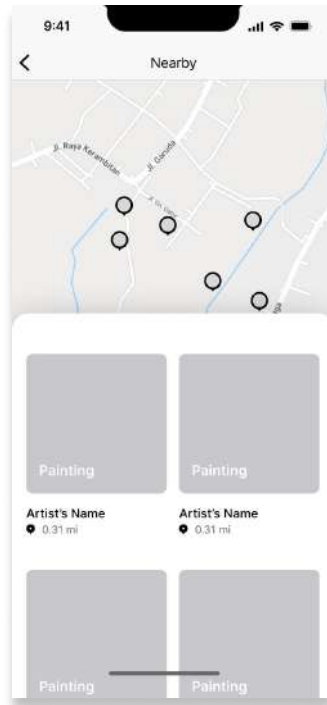 9:41
Nearby
Jl. Raya Kerambitan
Jl. Garuda
Painting
Painting
Artist's Name
Artist's Name
0.31 mi
0.31 mi
Painting
Painting